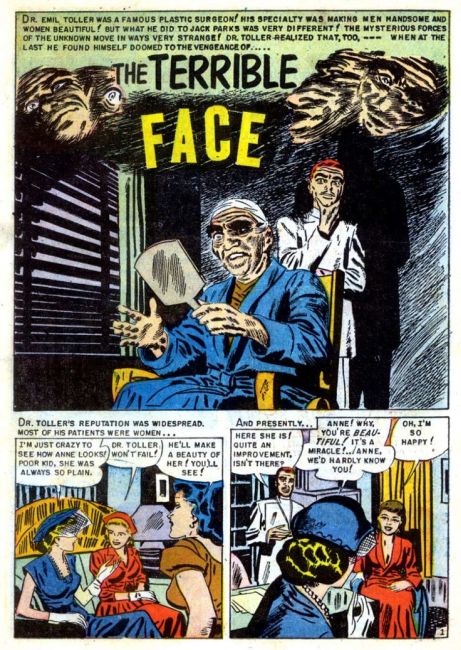 DR. EMIL TOLLER WAS A FAMOUS PLASTIC SURGEON! HIS SPECIALTY WAS MAKING MEN HANDSOME AND
WOMEN BEAUTIFUL! BUT WHAT HE DID TO JACK PARKS WAS VERY DIFFERENT! THE MYSTERIOUS FORCES
OF THE UNKNOWN MOVE IN WAYS VERY STRANGE! DR. TOLLER REALIZED THAT, TOO, --- WHEN AT THE
LAST HE FOUND HIMSELF DOOMED TO THE VENGEANCE OF.....
THE TERRIBLE
FACE
DR. TOLLER'S REPUTATION WAS WIDESPREAD.
MOST OF HIS PATIENTS WERE WOMEN...
I'M JUST CRAZY TO
SEE HOW ANNE LOOKS!
POOR KID, SHE WAS
ALWAYS SO PLAIN.
DR. TOLLER
WON'T FAIL!
HE'LL MAKE
A BEAUTY OF
HER! YOU'LL
SEE!
AND PRESENTLY...
HERE SHE IS!
QUITE AN
IMPROVEMENT,
ISN'T THERE?
ANNE! WHY,
YOU'RE BEAU-
TIFUL! IT'S A
MIRACLE!../ANNE,
WE'D HARDLY KNOW
YOU!
OH, I'M
SO
HAPPY!
1